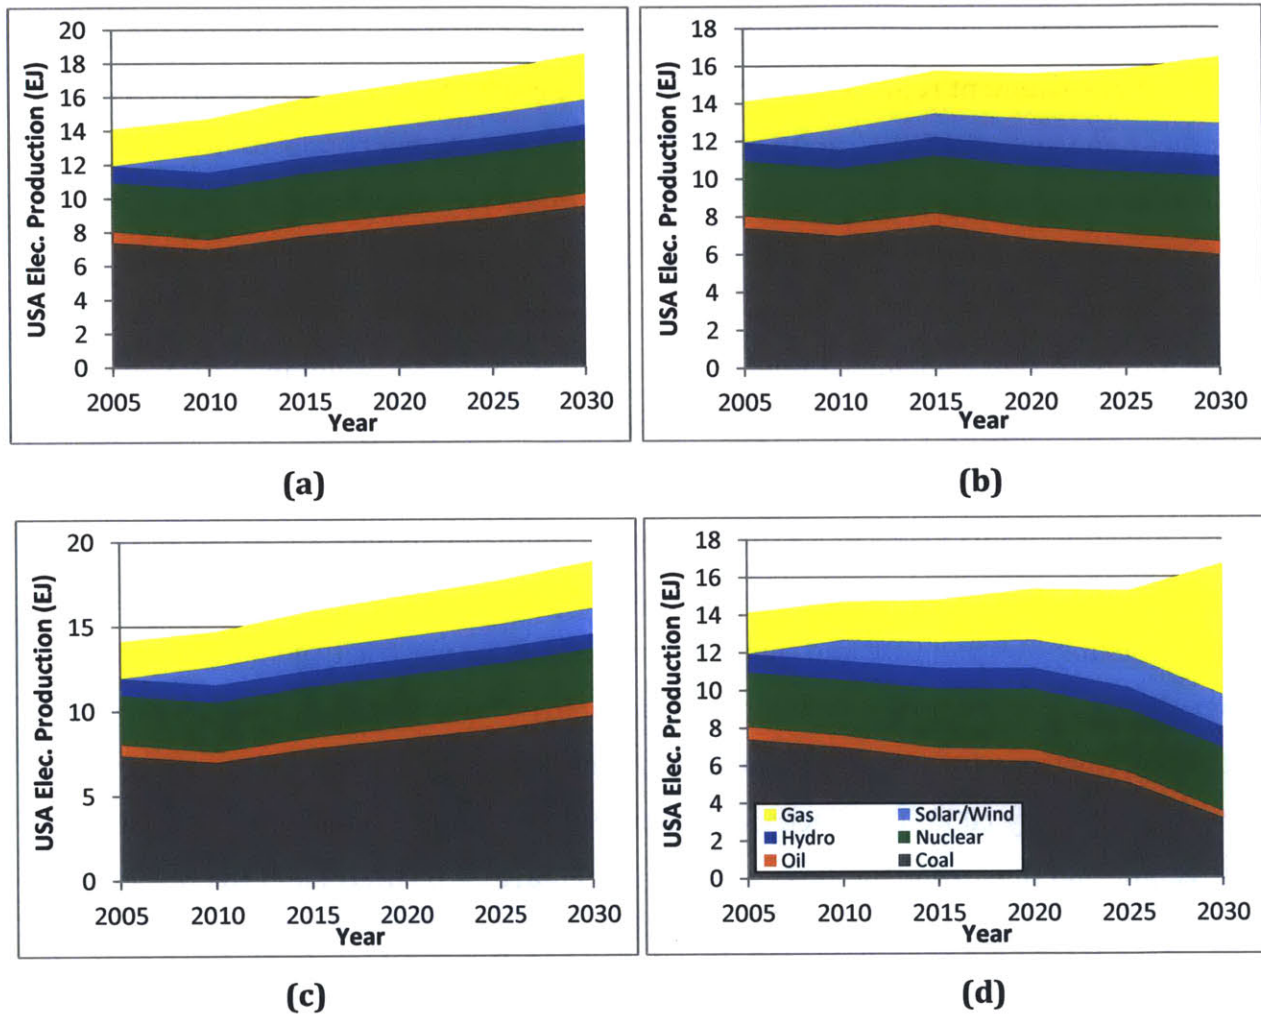 USA Elec. Production (EJ)
20
18
16
14
12
10
8
6
4
2
0
2005 2010 2015 2020 2025 2030
Year
(a)
USA Elec. Production (EJ)
18
16
14
12
10
8
6
4
2
0
2005 2010 2015 2020 2025 2030
Year
(b)
USA Elec. Production (EJ)
20
15
10
5
0
2005 2010 2015 2020 2025 2030
Year
(c)
USA Elec. Production (EJ)
18
16
14
12
10
8
6
4
2
0
Gas Solar/Wind
Hydro Nuclear
Oil Coal
2005 2010 2015 2020 2025 2030
Year
(d)